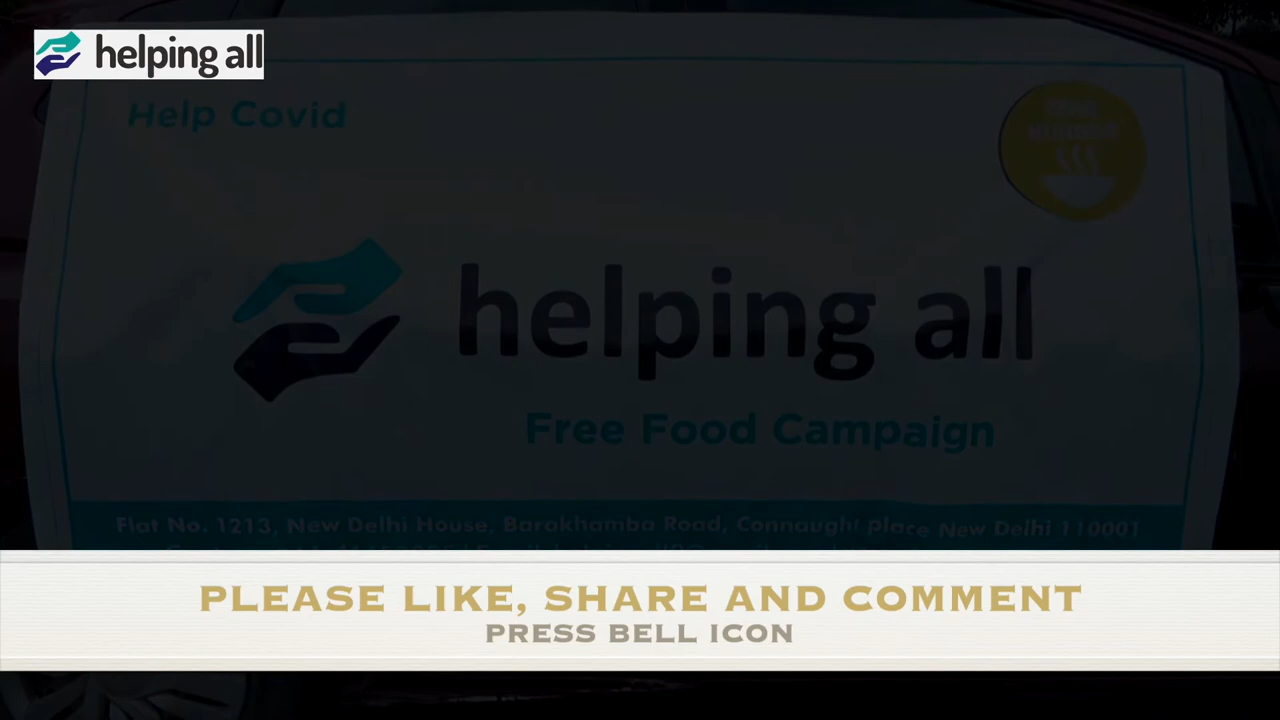 helping all
Help Covid
helping all
Free Food Campaign
Flat No. 1213, New Delhi House, Barakhamba Road, Connaught place New Delhi 110001
PLEASE LIKE, SHARE AND COMMENT
PRESS BELL ICON